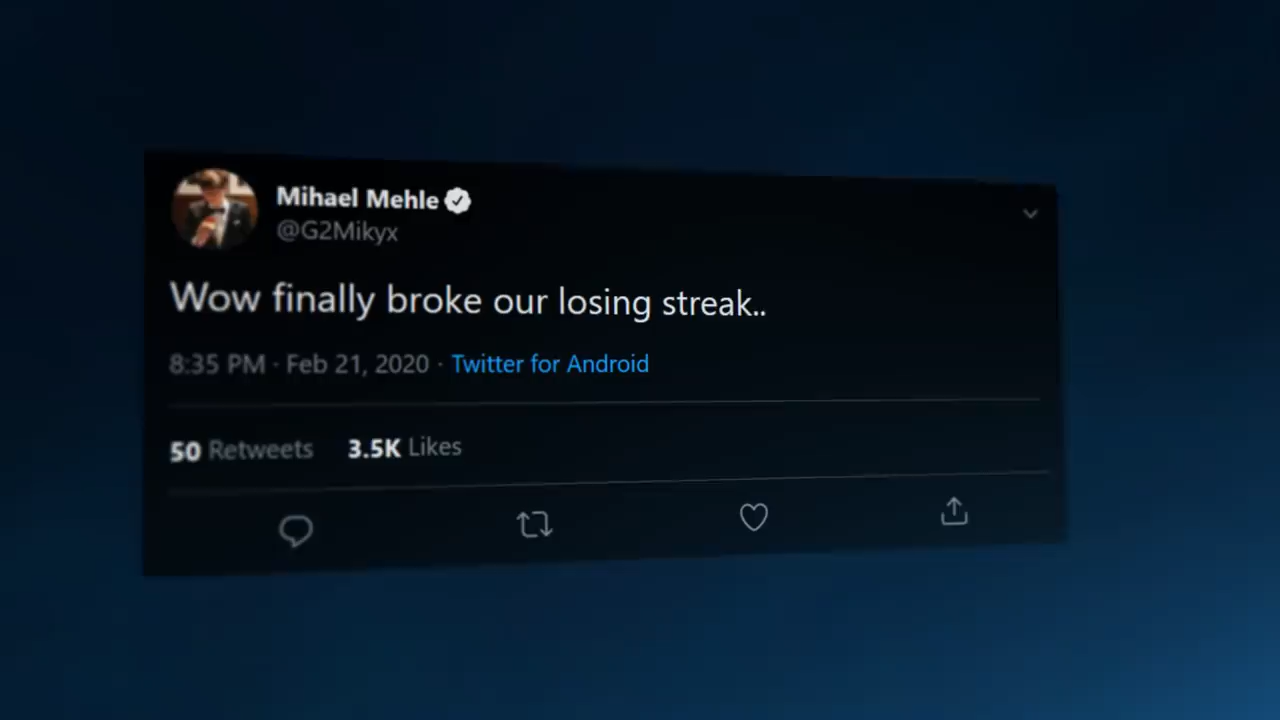 Mihael Mehle
@G2Mikyx
Wow finally broke our losing streak..
8:35 PM · Feb 21, 2020 · Twitter for Android
50 Retweets 3.5K Likes